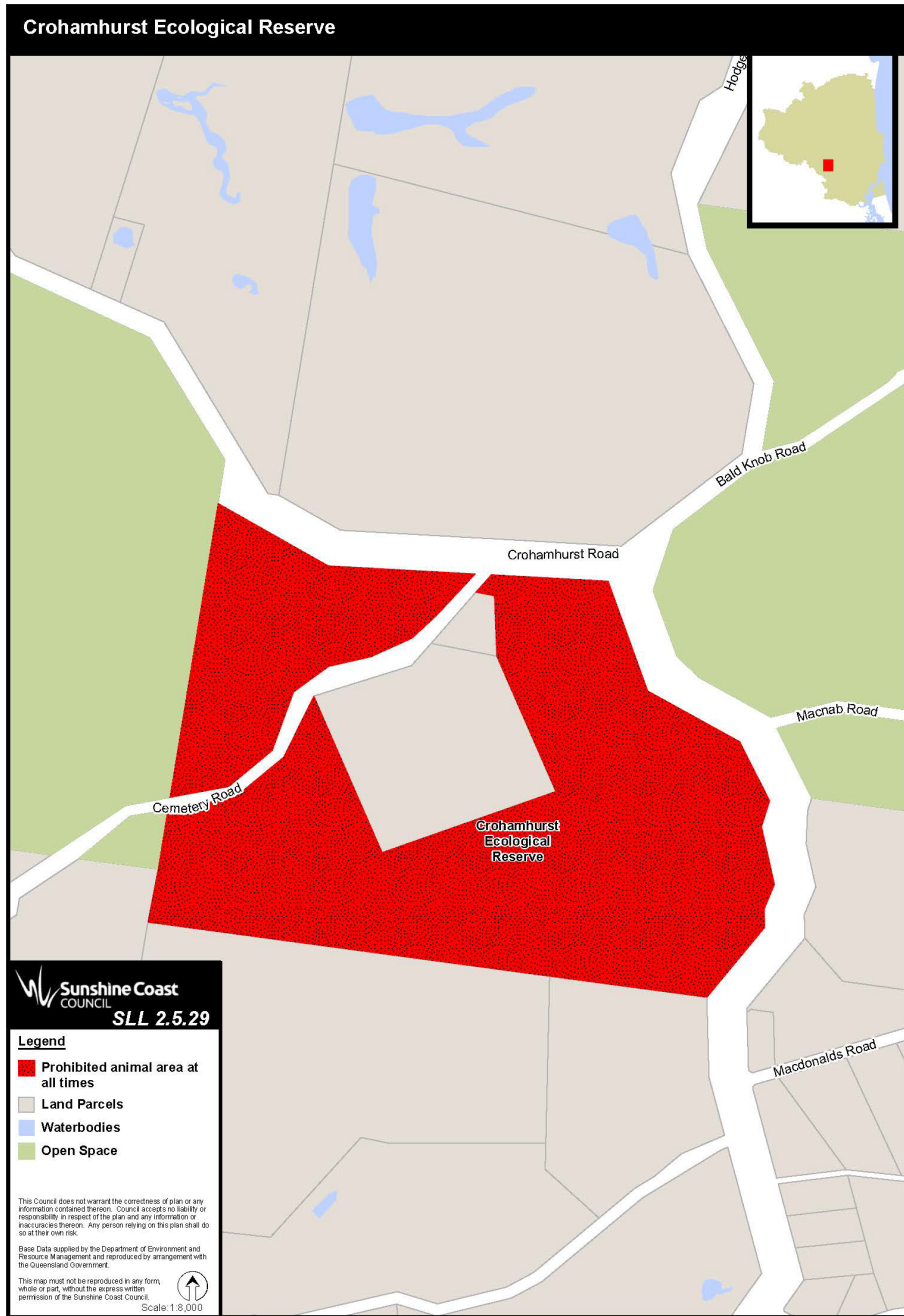 Crohamhurst Ecological Reserve
Hodge
Bald Knob Road
Crohamhurst Road
Macnab Road
Cemetery Road
Crohamhurst
Ecological
Reserve
Macdonalds Road
Sunshine Coast
COUNCIL
SLL 2.5.29
Legend
Prohibited animal area at
all times
Land Parcels
Waterbodies
Open Space
This Council does not warrant the correctness of plan or any
information contained thereon. Council accepts no liability or
responsibility in respect of the plan and any information or
inaccuracies thereon. Any person relying on this plan shall do
so at their own risk.
Base Data supplied by the Department of Environment and
Resource Management and reproduced by arrangement with
the Queensland Government.
This map must not be reproduced in any form,
whole or part, without the express written
permission of the Sunshine Coast Council.
Scale: 1:8,000